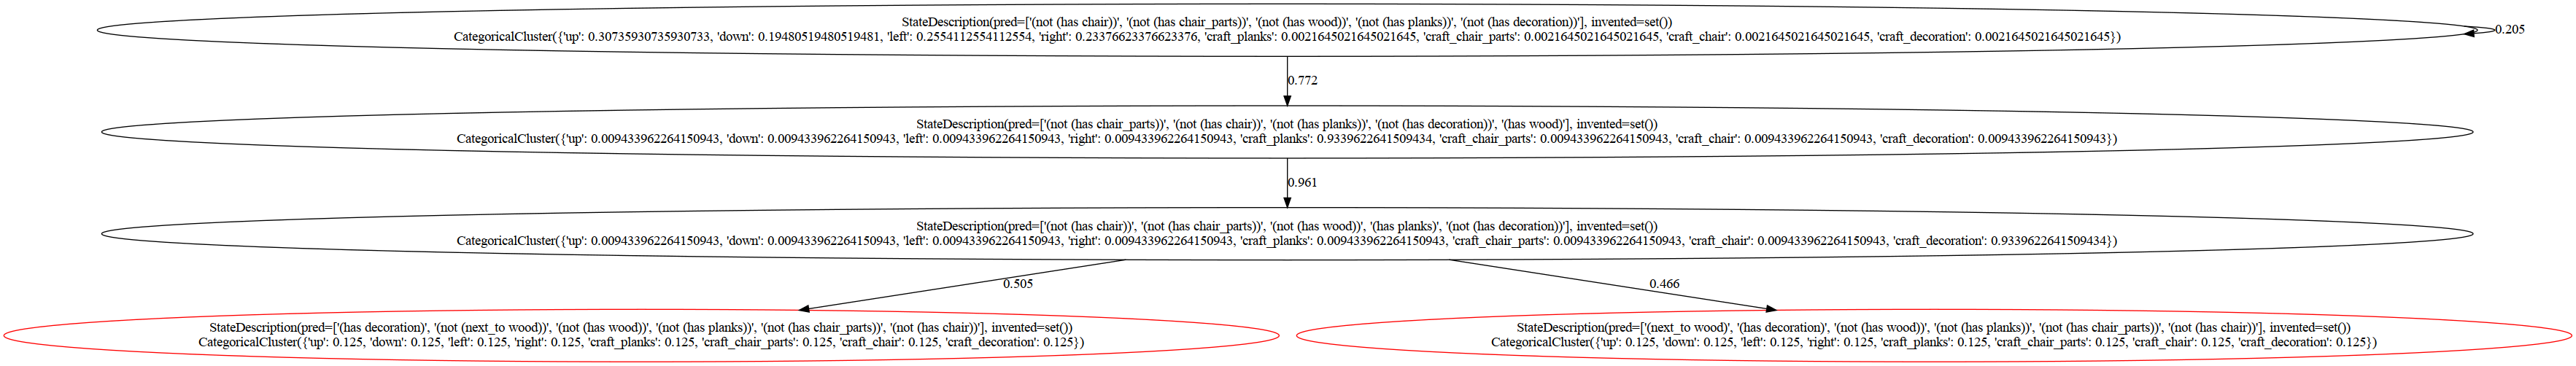 StateDescription(pred=['(not (has chair))', '(not (has chair_parts))', '(not (has wood))', '(not (has planks))', '(not (has decoration))'], invented=set())
CategoricalCluster({'up': 0.30735930735930733, 'down': 0.19480519480519481, 'left': 0.2554112554112554, 'right': 0.23376623376623376, 'craft_planks': 0.0021645021645021645, 'craft_chair_parts': 0.0021645021645021645, 'craft_chair': 0.0021645021645021645, 'craft_decoration': 0.0021645021645021645})
0.205
0.772
StateDescription(pred=['(not (has chair_parts))', '(not (has chair))', '(not (has planks))', '(not (has decoration))', '(has wood)'], invented=set())
CategoricalCluster({'up': 0.009433962264150943, 'down': 0.009433962264150943, 'left': 0.009433962264150943, 'right': 0.009433962264150943, 'craft_planks': 0.9339622641509434, 'craft_chair_parts': 0.009433962264150943, 'craft_chair': 0.009433962264150943, 'craft_decoration': 0.009433962264150943})
0.961
StateDescription(pred=['(not (has chair))', '(not (has chair_parts))', '(not (has wood))', '(has planks)', '(not (has decoration))'], invented=set())
CategoricalCluster({'up': 0.009433962264150943, 'down': 0.009433962264150943, 'left': 0.009433962264150943, 'right': 0.009433962264150943, 'craft_planks': 0.009433962264150943, 'craft_chair_parts': 0.009433962264150943, 'craft_chair': 0.009433962264150943, 'craft_decoration': 0.9339622641509434})
0.505
0.466
StateDescription(pred=['(has decoration)', '(not (next_to wood))', '(not (has wood))', '(not (has planks))', '(not (has chair_parts))', '(not (has chair))'], invented=set())
CategoricalCluster({'up': 0.125, 'down': 0.125, 'left': 0.125, 'right': 0.125, 'craft_planks': 0.125, 'craft_chair_parts': 0.125, 'craft_chair': 0.125, 'craft_decoration': 0.125})
StateDescription(pred=['(next_to wood)', '(has decoration)', '(not (has wood))', '(not (has planks))', '(not (has chair_parts))', '(not (has chair))'], invented=set())
CategoricalCluster({'up': 0.125, 'down': 0.125, 'left': 0.125, 'right': 0.125, 'craft_planks': 0.125, 'craft_chair_parts': 0.125, 'craft_chair': 0.125, 'craft_decoration': 0.125})